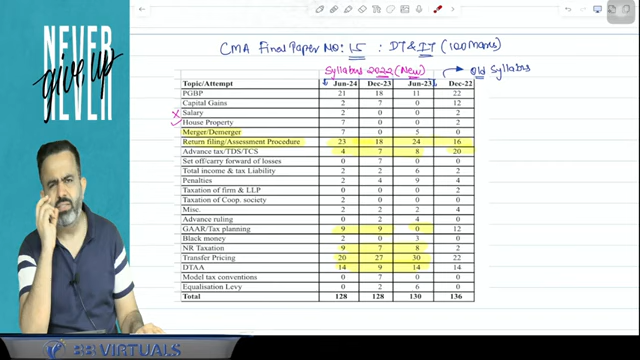 NEVER
give up
NEVER
CMA Final Paper NO: 15 : DT & IT (100 Marks)
Syllabus 2022 (New)
Old Syllabus
Topic/Attempt Jun-24 Dec-23 Jun-23 Dec-22
PGBP 21 18 11 22
Capital Gains 2 7 0 12
Salary 2 0 0 2
House Property 7 0 0 2
Merger/Demerger 7 0 5 0
Return filing/Assessment Procedure 23 18 24 16
Advance tax/TDS/TCS 4 7 8 20
Set off/carry forward of losses 0 7 0 0
Total income & tax Liability 2 2 6 2
Penalties 2 4 9 4
Taxation of firm & LLP 0 0 0 2
Taxation of Coop. society 2 0 0 0
Misc. 2 2 2 4
Advance ruling 0 2 4 0
GAAR/Tax planning 9 9 0 12
Black money 2 0 3 0
NR Taxation 9 7 8 2
Transfer Pricing 20 27 30 22
DTAA 14 9 14 14
Model tax conventions 0 7 0 0
Equalisation Levy 0 2 6 0
Total 128 128 130 136
VIRTUALS